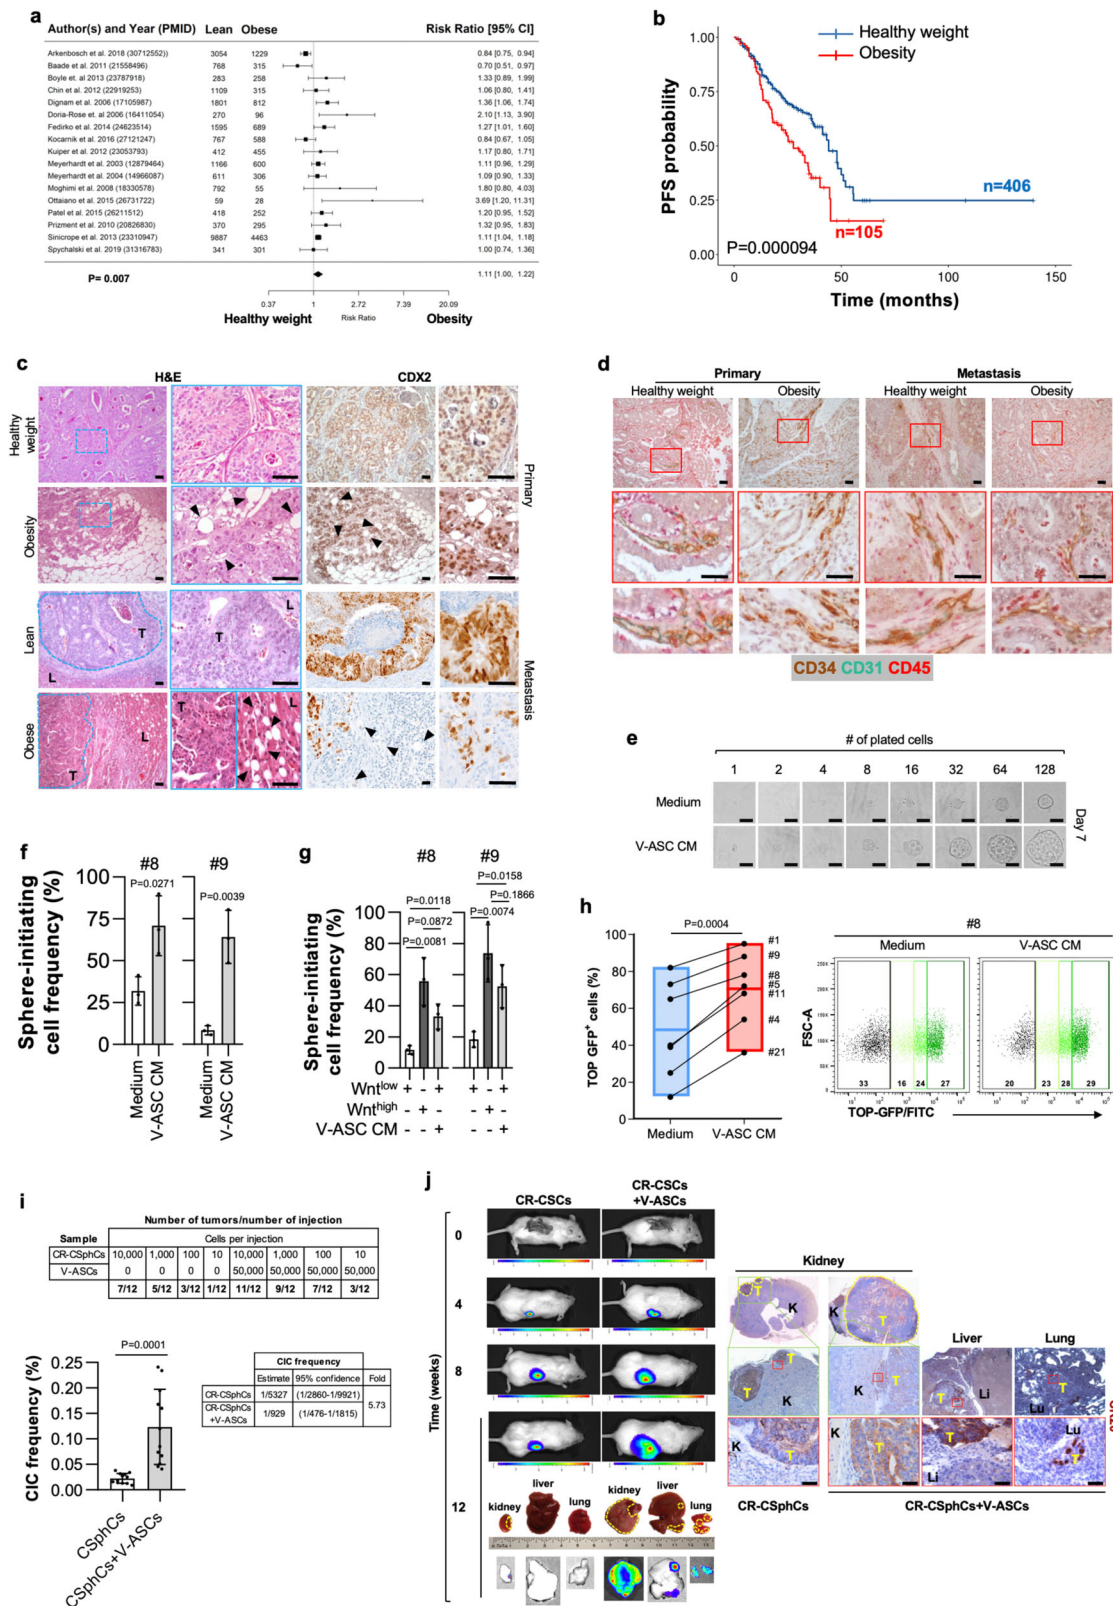 a
Author(s) and Year (PMID) Lean Obese Risk Ratio [95% CI]
Arkenbosch et al. 2018 (30712552)) 3054 1229 0.84 [0.75, 0.94]
Baade et al. 2011 (21558496) 768 315 0.70 [0.51, 0.97]
Boyle et. al 2013 (23787918) 283 258 1.33 [0.89, 1.99]
Chin et al. 2012 (22919253) 1109 315 1.06 [0.80, 1.41]
Dignam et al. 2006 (17105987) 1801 812 1.36 [1.06, 1.74]
Doria-Rose et. al 2006 (16411054) 270 96 2.10 [1.13, 3.90]
Fedirko et al. 2014 (24623514) 1595 689 1.27 [1.01, 1.60]
Kocarnik et al. 2016 (27121247) 767 588 0.84 [0.67, 1.05]
Kuiper et al. 2012 (23053793) 412 455 1.17 [0.80, 1.71]
Meyerhardt et al. 2003 (12879464) 1166 600 1.11 [0.96, 1.29]
Meyerhardt et al. 2004 (14966087) 611 306 1.09 [0.90, 1.33]
Moghimi et al. 2008 (18330578) 792 55 1.80 [0.80, 4.03]
Ottaiano et al. 2015 (26731722) 59 28 3.69 [1.20, 11.31]
Patel et al. 2015 (26211512) 418 252 1.20 [0.95, 1.52]
Prizment et al. 2010 (20826830) 370 295 1.32 [0.95, 1.83]
Sinicrope et al. 2013 (23310947) 9887 4463 1.11 [1.04, 1.18]
Spychalski et al. 2019 (31316783) 341 301 1.00 [0.74, 1.36]
P= 0.007 1.11 [1.00, 1.22]
0.37 1 2.72 7.39 20.09
Healthy weight Risk Ratio Obesity
b
Healthy weight
Obesity
PFS probability
1.00
0.75
0.50
0.25
0.00
n=406
n=105
P=0.000094
0 50 100 150
Time (months)
c
H&E CDX2
Healthy weight
Obesity
Primary
Lean
Obese
Metastasis
T
L
T
L
T
L
T
L
d
Primary Metastasis
Healthy weight Obesity Healthy weight Obesity
CD34 CD31 CD45
e
# of plated cells
1 2 4 8 16 32 64 128
Medium
V-ASC CM
Day 7
f
#8 #9
Sphere-initiating cell frequency (%)
100
75
50
25
0
P=0.0271
P=0.0039
Medium V-ASC CM Medium V-ASC CM
g
#8 #9
Sphere-initiating cell frequency (%)
100
80
60
40
20
0
P=0.0118
P=0.0872
P=0.0081
P=0.0158
P=0.1866
P=0.0074
Wntlow + - + + - +
Wnthigh - + - - + -
V-ASC CM - - + - - +
h
P=0.0004
TOP GFP+ cells (%)
100
80
60
40
20
0
#1
#9
#8
#5
#11
#4
#21
Medium V-ASC CM
#8
Medium V-ASC CM
FSC-A
250K
200K
150K
100K
50K
0
33 16 24 27
20 23 28 29
TOP-GFP/FITC
i
Number of tumors/number of injection
Sample Cells per injection
CR-CSphCs 10,000 1,000 100 10 10,000 1,000 100 10
V-ASCs 0 0 0 0 50,000 50,000 50,000 50,000
7/12 5/12 3/12 1/12 11/12 9/12 7/12 3/12
CIC frequency (%)
0.25
0.20
0.15
0.10
0.05
0.00
P=0.0001
CSphCs
CSphCs+V-ASCs
CIC frequency
Estimate 95% confidence Fold
CR-CSphCs 1/5327 (1/2860-1/9921) 5.73
CR-CSphCs +V-ASCs 1/929 (1/476-1/1815)
j
CR-CSCs CR-CSCs +V-ASCs
Time (weeks)
0
4
8
12
kidney liver lung kidney liver lung
Kidney
Liver Lung
T
K
K
T
T
K
K
T
T
Li
T
Lu
K
T
K
T
Li
T
Lu
T
CR-CSphCs CR-CSphCs+V-ASCs